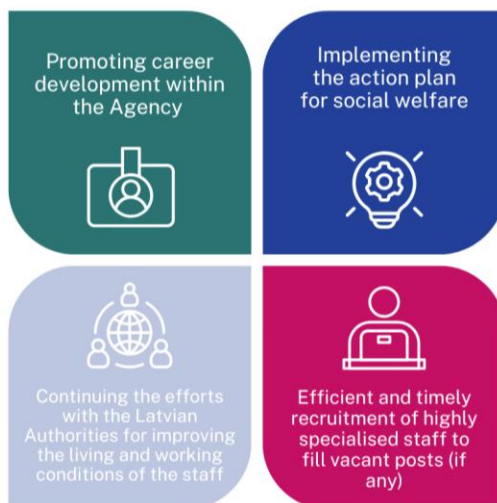 Promoting career
development within
the Agency
Implementing
the action plan
for social welfare
Continuing the efforts
with the Latvian
Authorities for improving
the living and working
conditions of the staff
Efficient and timely
recruitment of highly
specialised staff to
fill vacant posts (if
any)